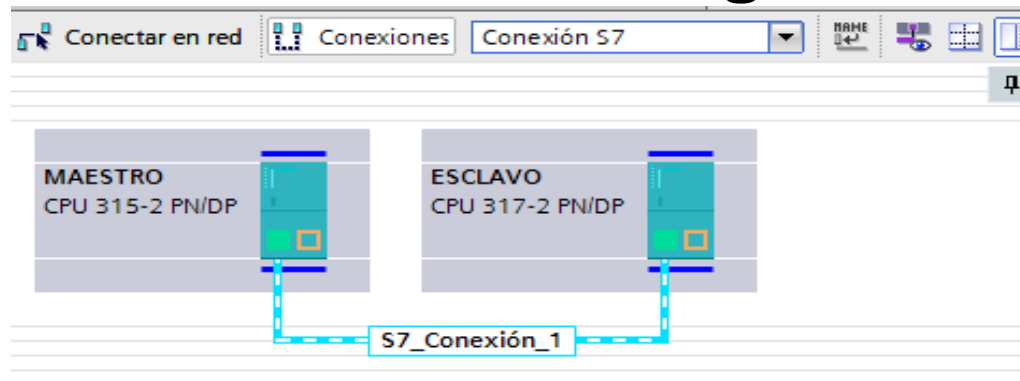 Conectar en red Conexiones Conexión S7 NAME
MAESTRO
CPU 315-2 PN/DP
ESCLAVO
CPU 317-2 PN/DP
S7_Conexión_1